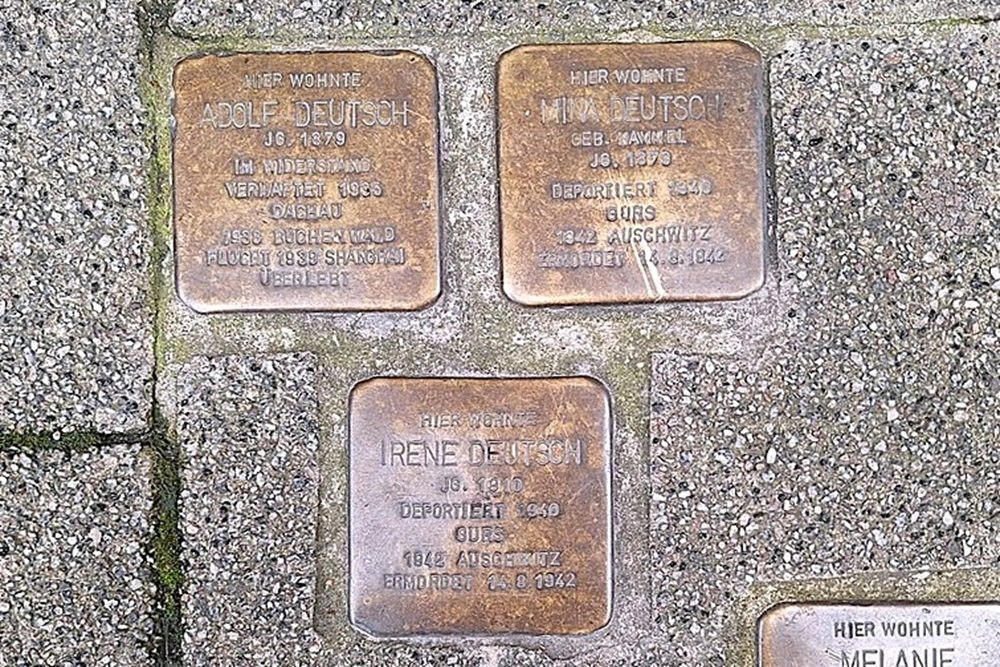 HIER WOHNTE
ADOLF DEUTSCH
JG. 1879
IM WIDERSTAND
VERHAFTET 1936
DACHAU
1938 BUCHENWALD
FLUCHT 1939 SHANGHAI
ÜBERLEBT
HIER WOHNTE
MINA DEUTSCH
GEB.
JG. 1879
DEPORTIERT 1940
GURS
1942 AUSCHWITZ
ERMORDET 14.8.1942
HIER WOHNTE
IRENE DEUTSCH
JG. 1910
DEPORTIERT 1940
GURS
1942 AUSCHWITZ
ERMORDET 14.8.1942
HIER WOHNTE
MELANIE